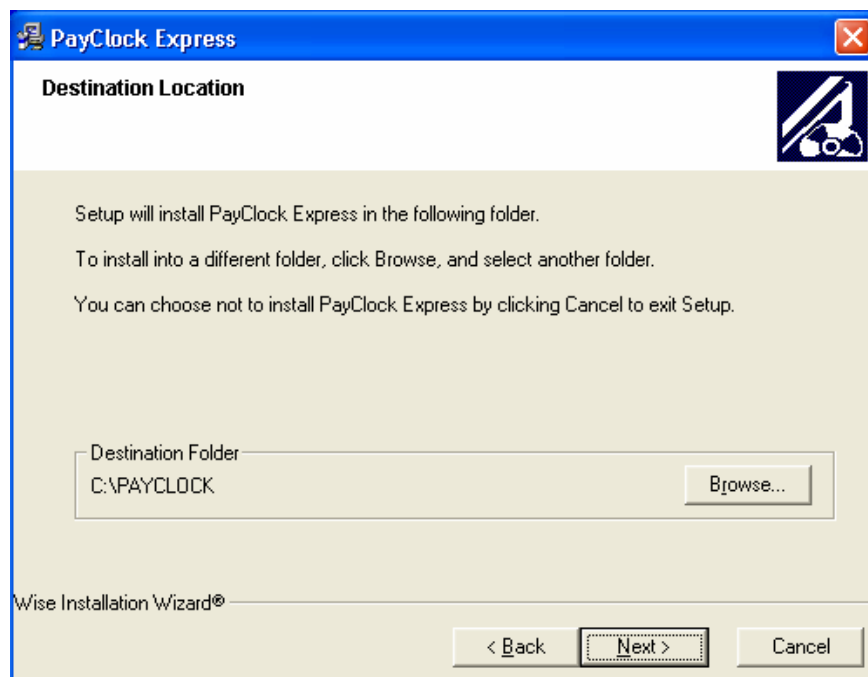 PayClock Express
Destination Location
Setup will install PayClock Express in the following folder.
To install into a different folder, click Browse, and select another folder.
You can choose not to install PayClock Express by clicking Cancel to exit Setup.
Destination Folder
C:\PAYCLOCK
Browse...
Wise Installation Wizard®
< Back
Next >
Cancel